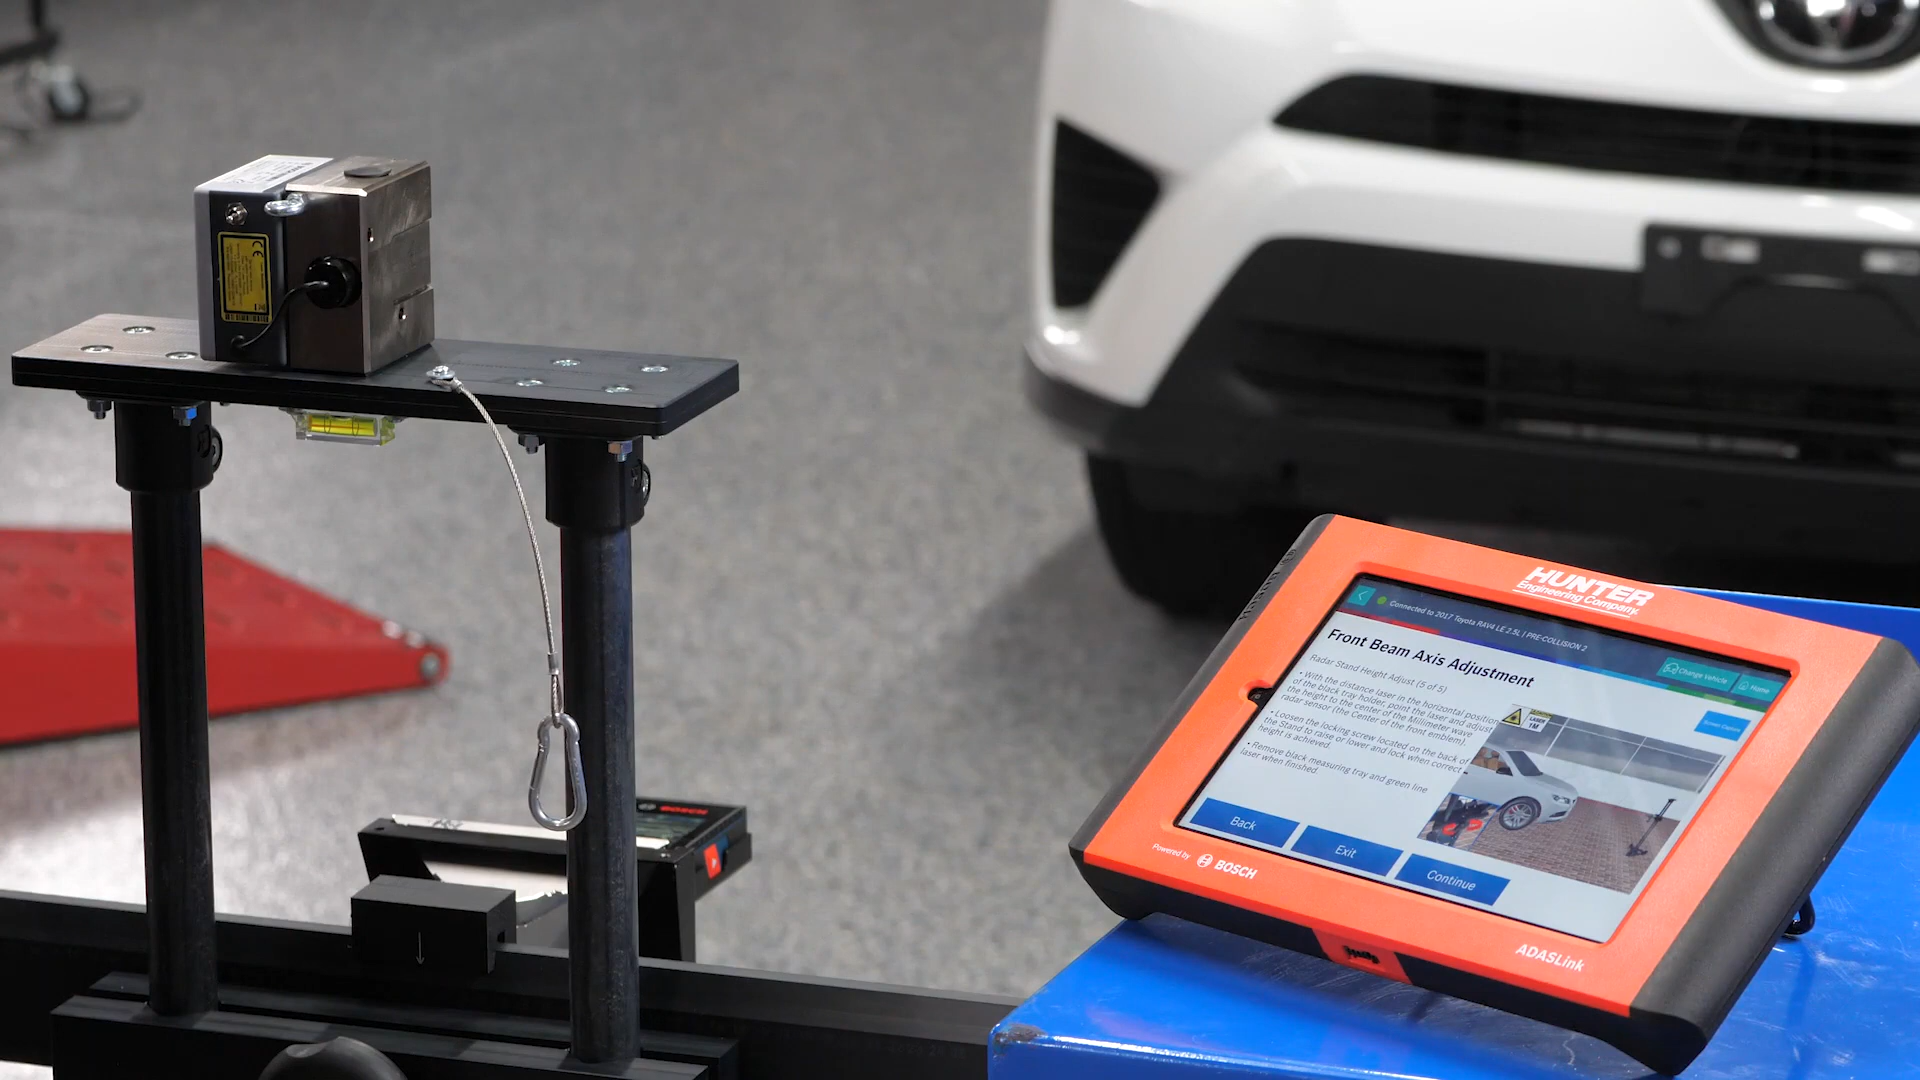 HUNTER
Engineering Company
Connected to 2017 Toyota RAV4 LE 2.5L | PRE-COLLISION 2
Change Vehicle
Home
Front Beam Axis Adjustment
Radar Stand Height Adjust (5 of 5)
• With the distance laser in the horizontal position
of the black tray holder, point the laser and adjust
the height to the center of the Millimeter wave
radar sensor (the Center of the front emblem).
• Loosen the locking screw located on the back of
the Stand to raise or lower and lock when correct
height is achieved.
• Remove black measuring tray and green line
laser when finished.
LASER
1M
Back
Exit
Continue
Powered by BOSCH
ADASLink
BOSCH